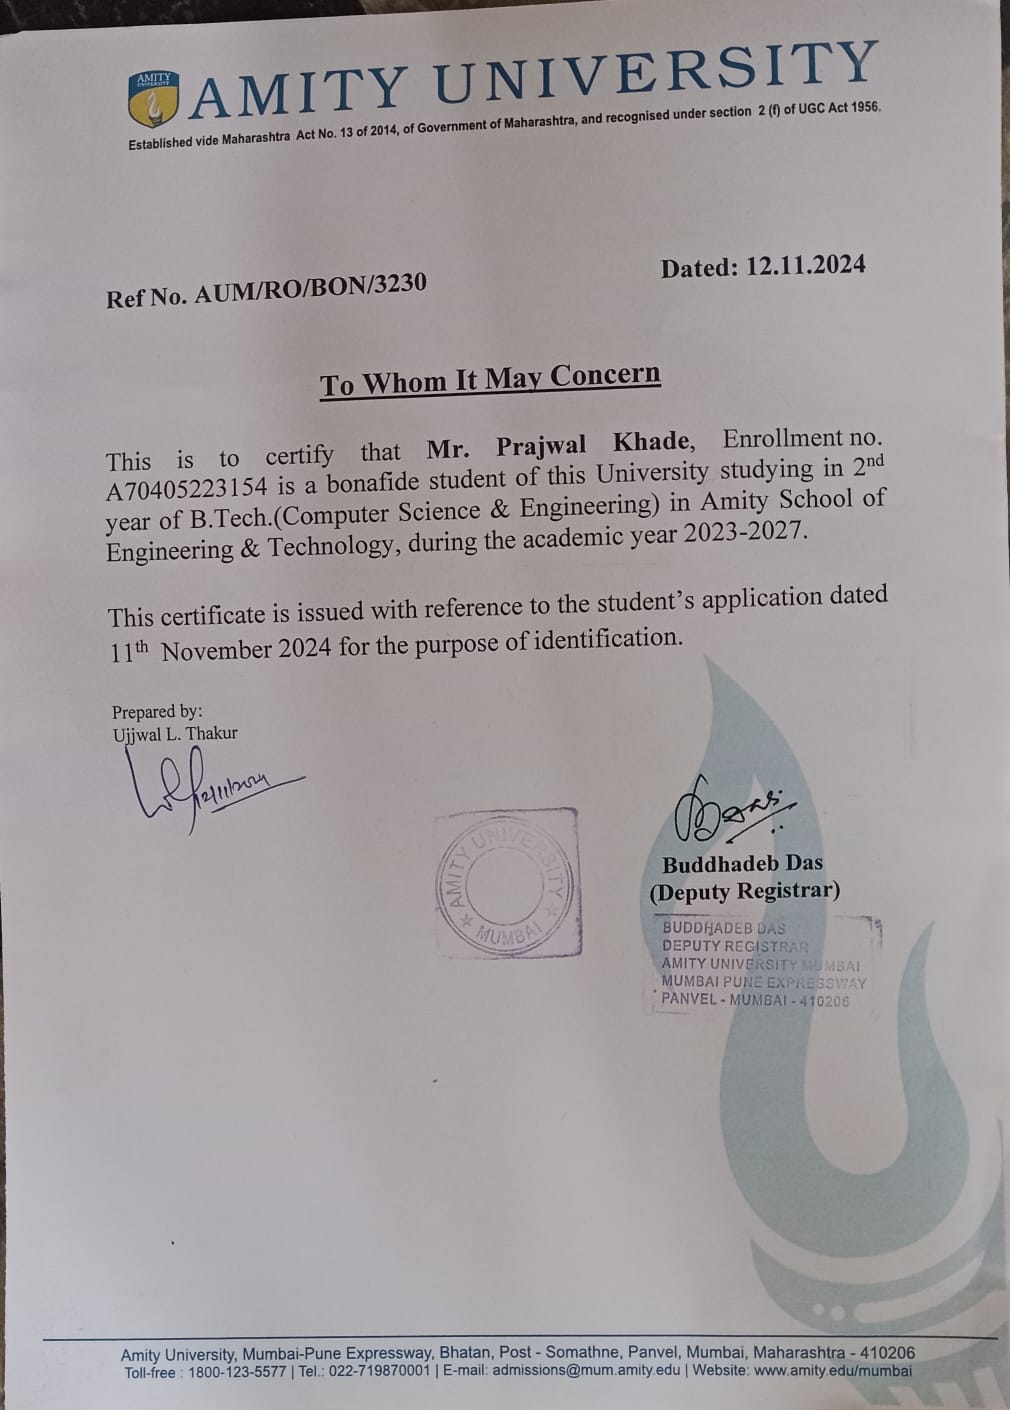 AMITY
UNIVERSITY
AMITY UNIVERSITY
Established vide Maharashtra Act No. 13 of 2014, of Government of Maharashtra, and recognised under section 2 (f) of UGC Act 1956.
Ref No. AUM/RO/BON/3230
Dated: 12.11.2024
To Whom It May Concern
This is to certify that Mr. Prajwal Khade, Enrollment no.
A70405223154 is a bonafide student of this University studying in 2nd
year of B.Tech.(Computer Science & Engineering) in Amity School of
Engineering & Technology, during the academic year 2023-2027.
This certificate is issued with reference to the student's application dated
11th November 2024 for the purpose of identification.
Prepared by:
Ujjwal L. Thakur
12/11/2024
AMITY UNIVERSITY
★ MUMBAI ★
Buddhadeb Das
(Deputy Registrar)
BUDDHADEB DAS
DEPUTY REGISTRAR
AMITY UNIVERSITY MUMBAI
MUMBAI PUNE EXPRESSWAY
PANVEL - MUMBAI - 410206
Amity University, Mumbai-Pune Expressway, Bhatan, Post - Somathne, Panvel, Mumbai, Maharashtra - 410206
Toll-free : 1800-123-5577 | Tel.: 022-719870001 | E-mail: admissions@mum.amity.edu | Website: www.amity.edu/mumbai